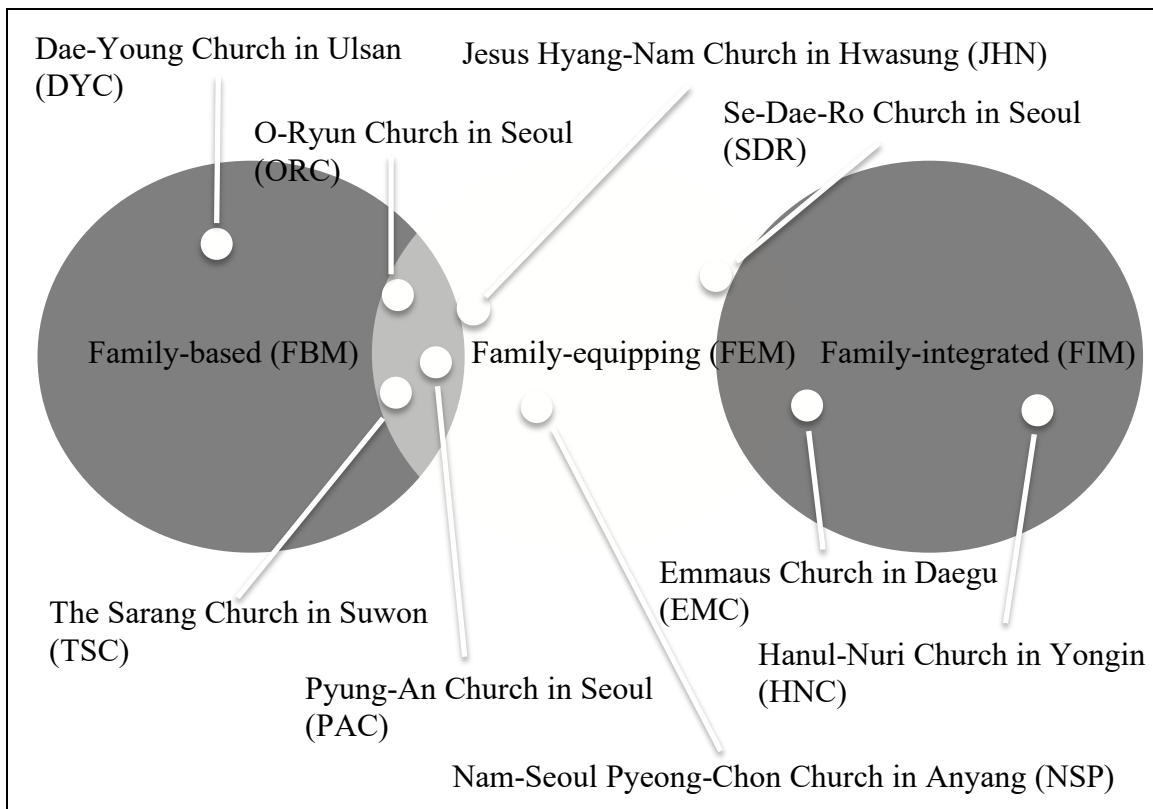 Dae-Young Church in Ulsan
(DYC)
Jesus Hyang-Nam Church in Hwasung (JHN)
O-Ryun Church in Seoul
(ORC)
Se-Dae-Ro Church in Seoul
(SDR)
Family-based (FBM)
Family-equipping (FEM)
Family-integrated (FIM)
The Sarang Church in Suwon
(TSC)
Pyung-An Church in Seoul
(PAC)
Emmaus Church in Daegu
(EMC)
Hanul-Nuri Church in Yongin
(HNC)
Nam-Seoul Pyeong-Chon Church in Anyang (NSP)